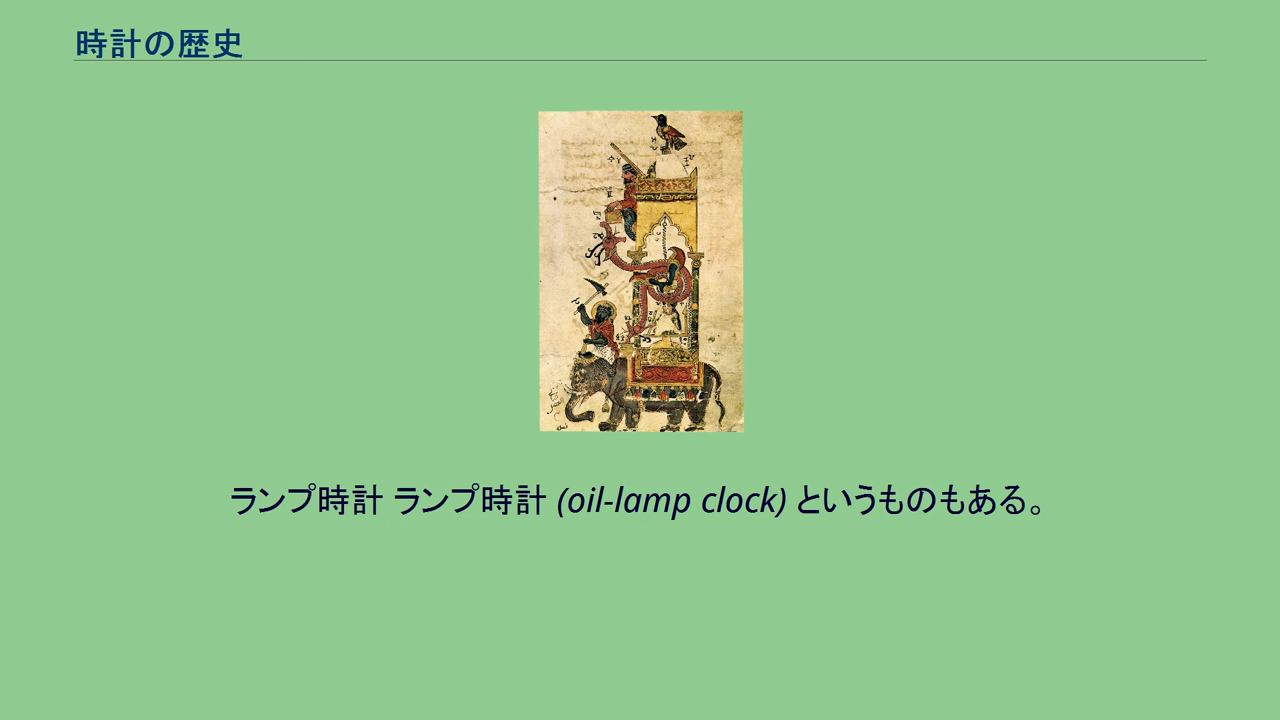 時計の歴史
ランプ時計 ランプ時計 (oil-lamp clock) というものもある。